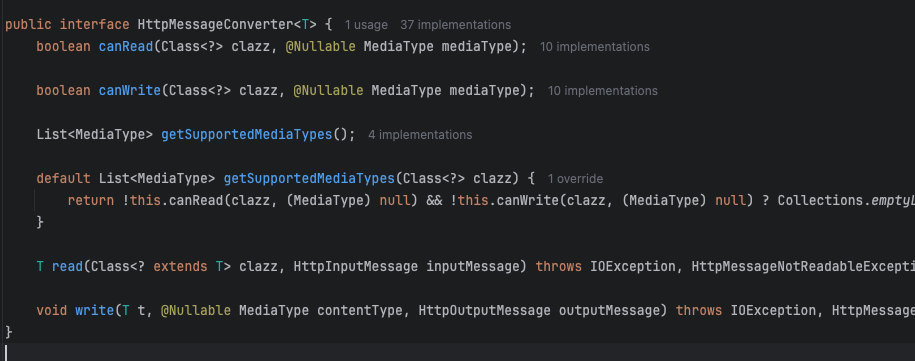 public interface HttpMessageConverter<T> { 1 usage 37 implementations
boolean canRead(Class<?> clazz, @Nullable MediaType mediaType); 10 implementations
boolean canWrite(Class<?> clazz, @Nullable MediaType mediaType); 10 implementations
List<MediaType> getSupportedMediaTypes(); 4 implementations
default List<MediaType> getSupportedMediaTypes(Class<?> clazz) { 1 override
return !this.canRead(clazz, (MediaType) null) && !this.canWrite(clazz, (MediaType) null) ? Collections.empty
}
T read(Class<? extends T> clazz, HttpInputMessage inputMessage) throws IOException, HttpMessageNotReadableExcepti
void write(T t, @Nullable MediaType contentType, HttpOutputMessage outputMessage) throws IOException, HttpMessage
}